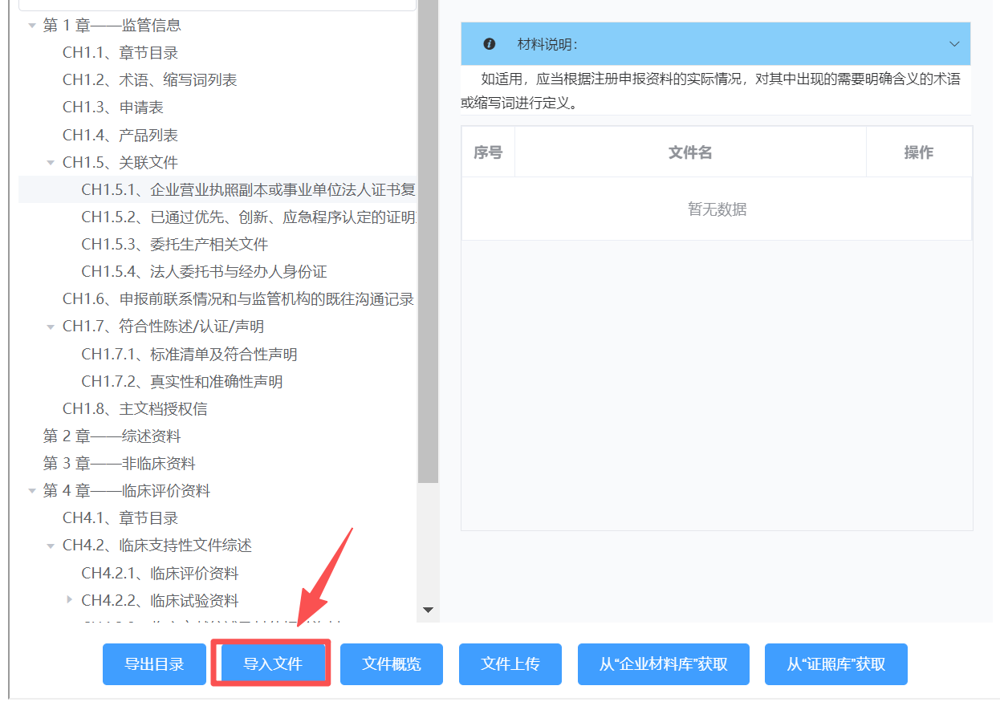 第 1 章——监管信息
CH1.1、章节目录
CH1.2、术语、缩写词列表
CH1.3、申请表
CH1.4、产品列表
CH1.5、关联文件
CH1.5.1、企业营业执照副本或事业单位法人证书复
CH1.5.2、已通过优先、创新、应急程序认定的证明
CH1.5.3、委托生产相关文件
CH1.5.4、法人委托书与经办人身份证
CH1.6、申报前联系情况和与监管机构的既往沟通记录
CH1.7、符合性陈述/认证/声明
CH1.7.1、标准清单及符合性声明
CH1.7.2、真实性和准确性声明
CH1.8、主文档授权信
第 2 章——综述资料
第 3 章——非临床资料
第 4 章——临床评价资料
CH4.1、章节目录
CH4.2、临床支持性文件综述
CH4.2.1、临床评价资料
CH4.2.2、临床试验资料
材料说明：
如适用，应当根据注册申报资料的实际情况，对其中出现的需要明确含义的术语
或缩写词进行定义。
序号 文件名 操作
暂无数据
导出目录 导入文件 文件概览 文件上传 从“企业材料库”获取 从“证照库”获取